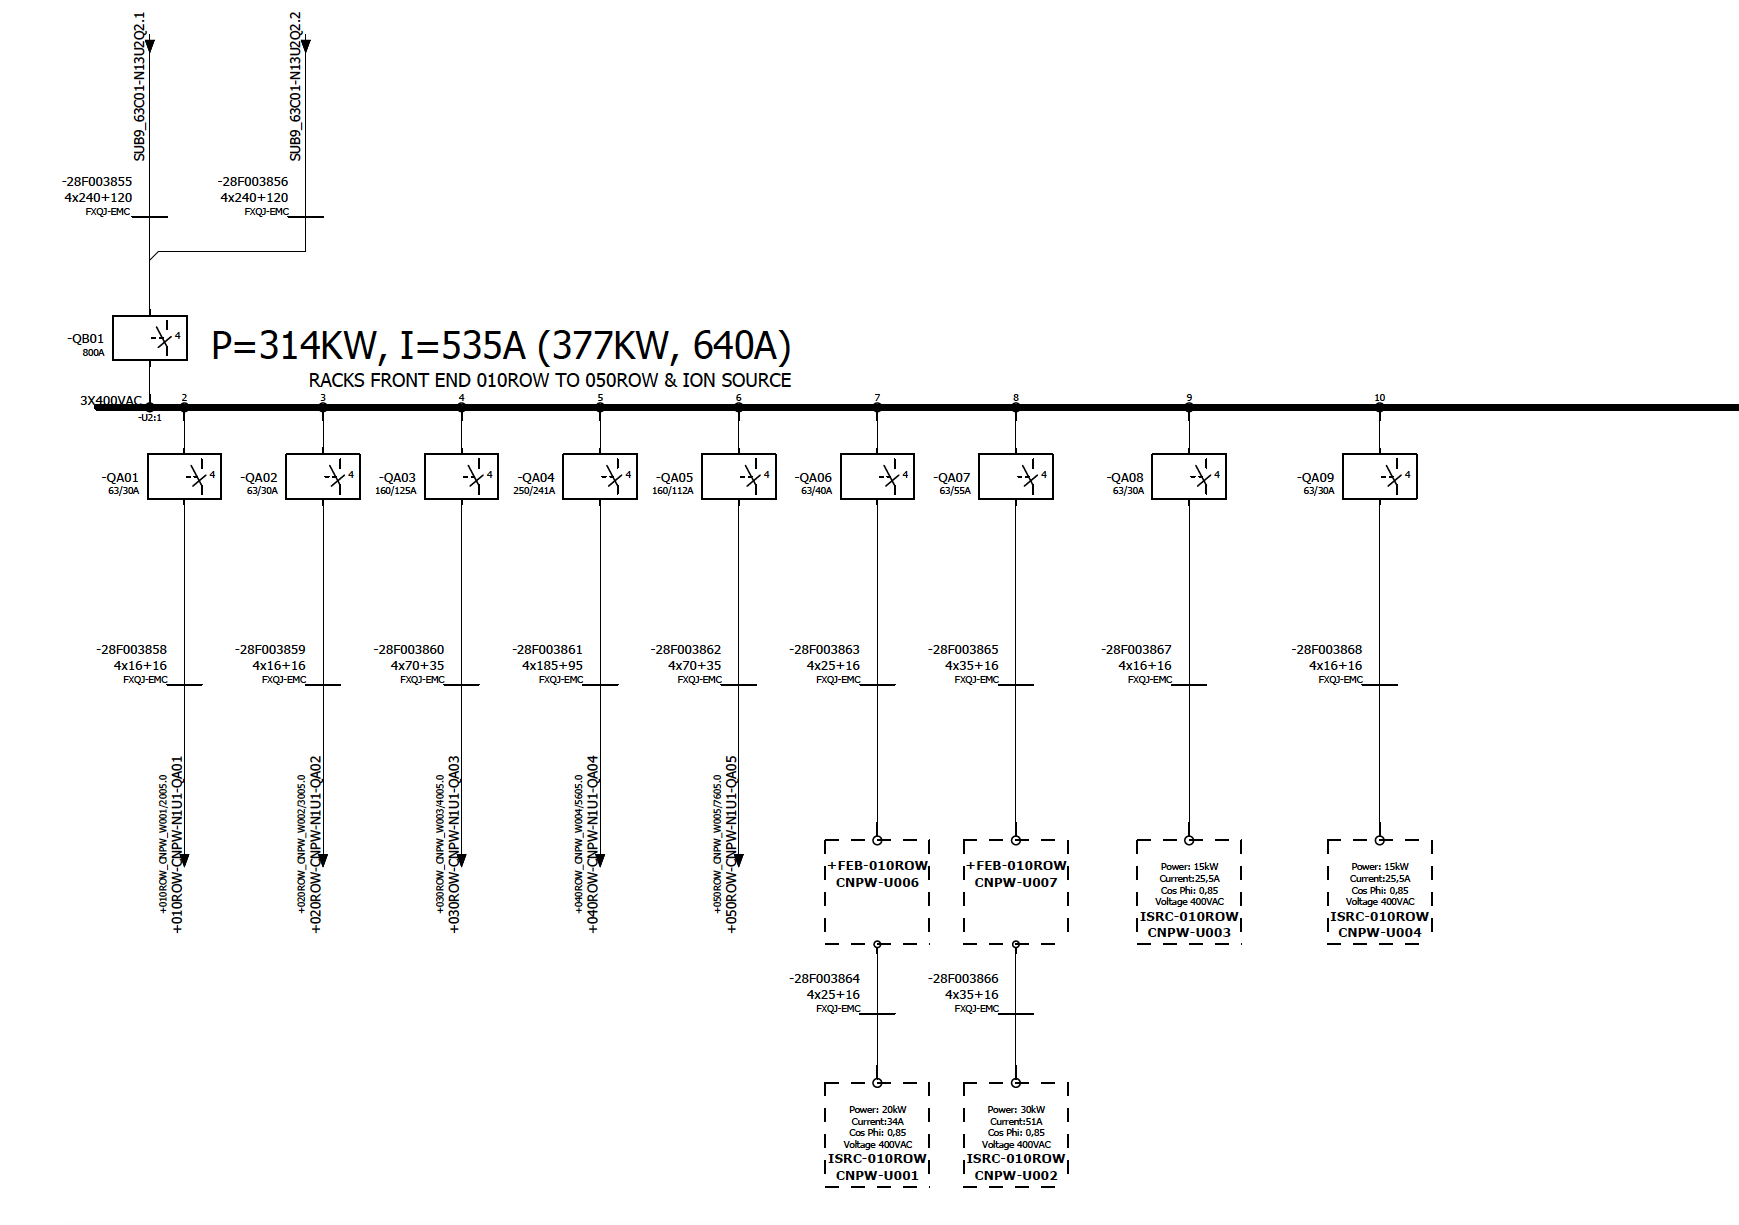 SUB9_63C01-N13U2Q2.1
SUB9_63C01-N13U2Q2.2
-28F003855
4x240+120
FXQJ-EMC
-28F003856
4x240+120
FXQJ-EMC
-QB01
800A
4
P=314KW, I=535A (377KW, 640A)
RACKS FRONT END 010ROW TO 050ROW & ION SOURCE
3X400VAC
-U2:1
2
3
4
5
6
7
8
9
10
-QA01
63/30A
4
-QA02
63/30A
4
-QA03
160/125A
4
-QA04
250/241A
4
-QA05
160/112A
4
-QA06
63/40A
4
-QA07
63/55A
4
-QA08
63/30A
4
-QA09
63/30A
4
-28F003858
4x16+16
FXQJ-EMC
-28F003859
4x16+16
FXQJ-EMC
-28F003860
4x70+35
FXQJ-EMC
-28F003861
4x185+95
FXQJ-EMC
-28F003862
4x70+35
FXQJ-EMC
-28F003863
4x25+16
FXQJ-EMC
-28F003865
4x35+16
FXQJ-EMC
-28F003867
4x16+16
FXQJ-EMC
-28F003868
4x16+16
FXQJ-EMC
+010ROW_CNPW_W001/2005.0
+010ROW-CNPW-N1U1-QA01
+020ROW_CNPW_W002/3005.0
+020ROW-CNPW-N1U1-QA02
+030ROW_CNPW_W003/4005.0
+030ROW-CNPW-N1U1-QA03
+040ROW_CNPW_W004/5605.0
+040ROW-CNPW-N1U1-QA04
+050ROW_CNPW_W005/7605.0
+050ROW-CNPW-N1U1-QA05
+FEB-010ROW
CNPW-U006
+FEB-010ROW
CNPW-U007
Power: 15kW
Current:25,5A
Cos Phi: 0,85
Voltage 400VAC
ISRC-010ROW
CNPW-U003
Power: 15kW
Current:25,5A
Cos Phi: 0,85
Voltage 400VAC
ISRC-010ROW
CNPW-U004
-28F003864
4x25+16
FXQJ-EMC
-28F003866
4x35+16
FXQJ-EMC
Power: 20kW
Current:34A
Cos Phi: 0,85
Voltage 400VAC
ISRC-010ROW
CNPW-U001
Power: 30kW
Current:51A
Cos Phi: 0,85
Voltage 400VAC
ISRC-010ROW
CNPW-U002